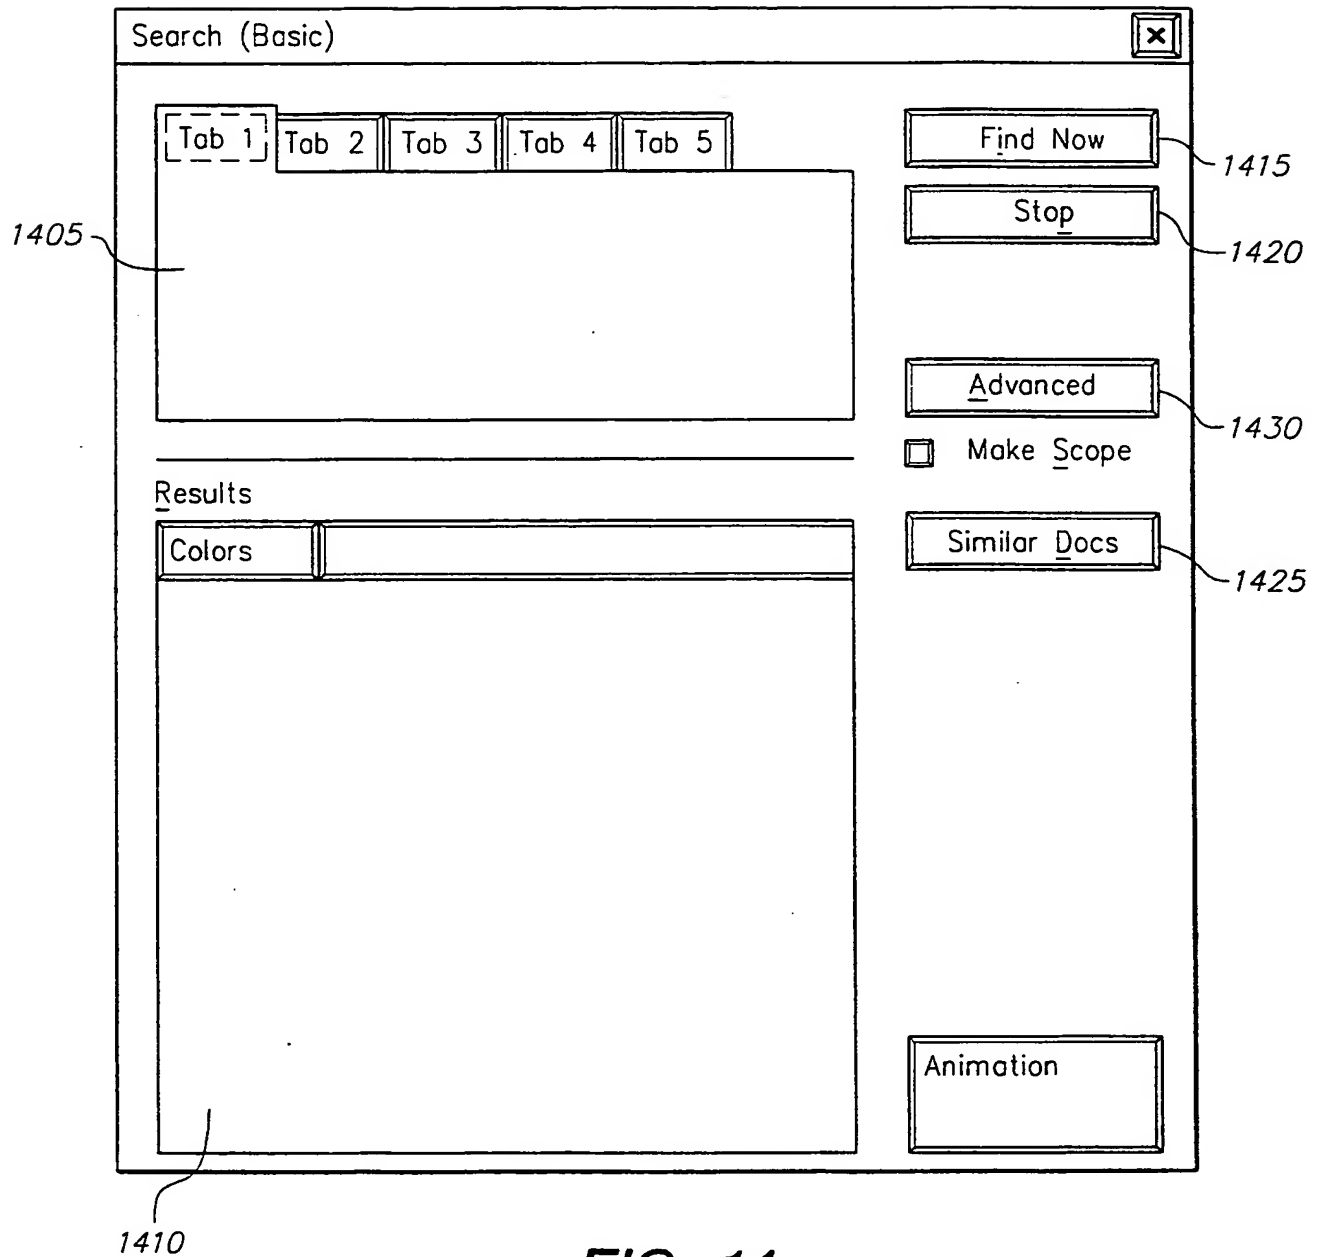 Search (Basic)
Tab 1
Tab 2
Tab 3
Tab 4
Tab 5
Find Now
1415
Stop
1420
1405
Advanced
1430
Make Scope
Results
Colors
Similar Docs
1425
Animation
1410